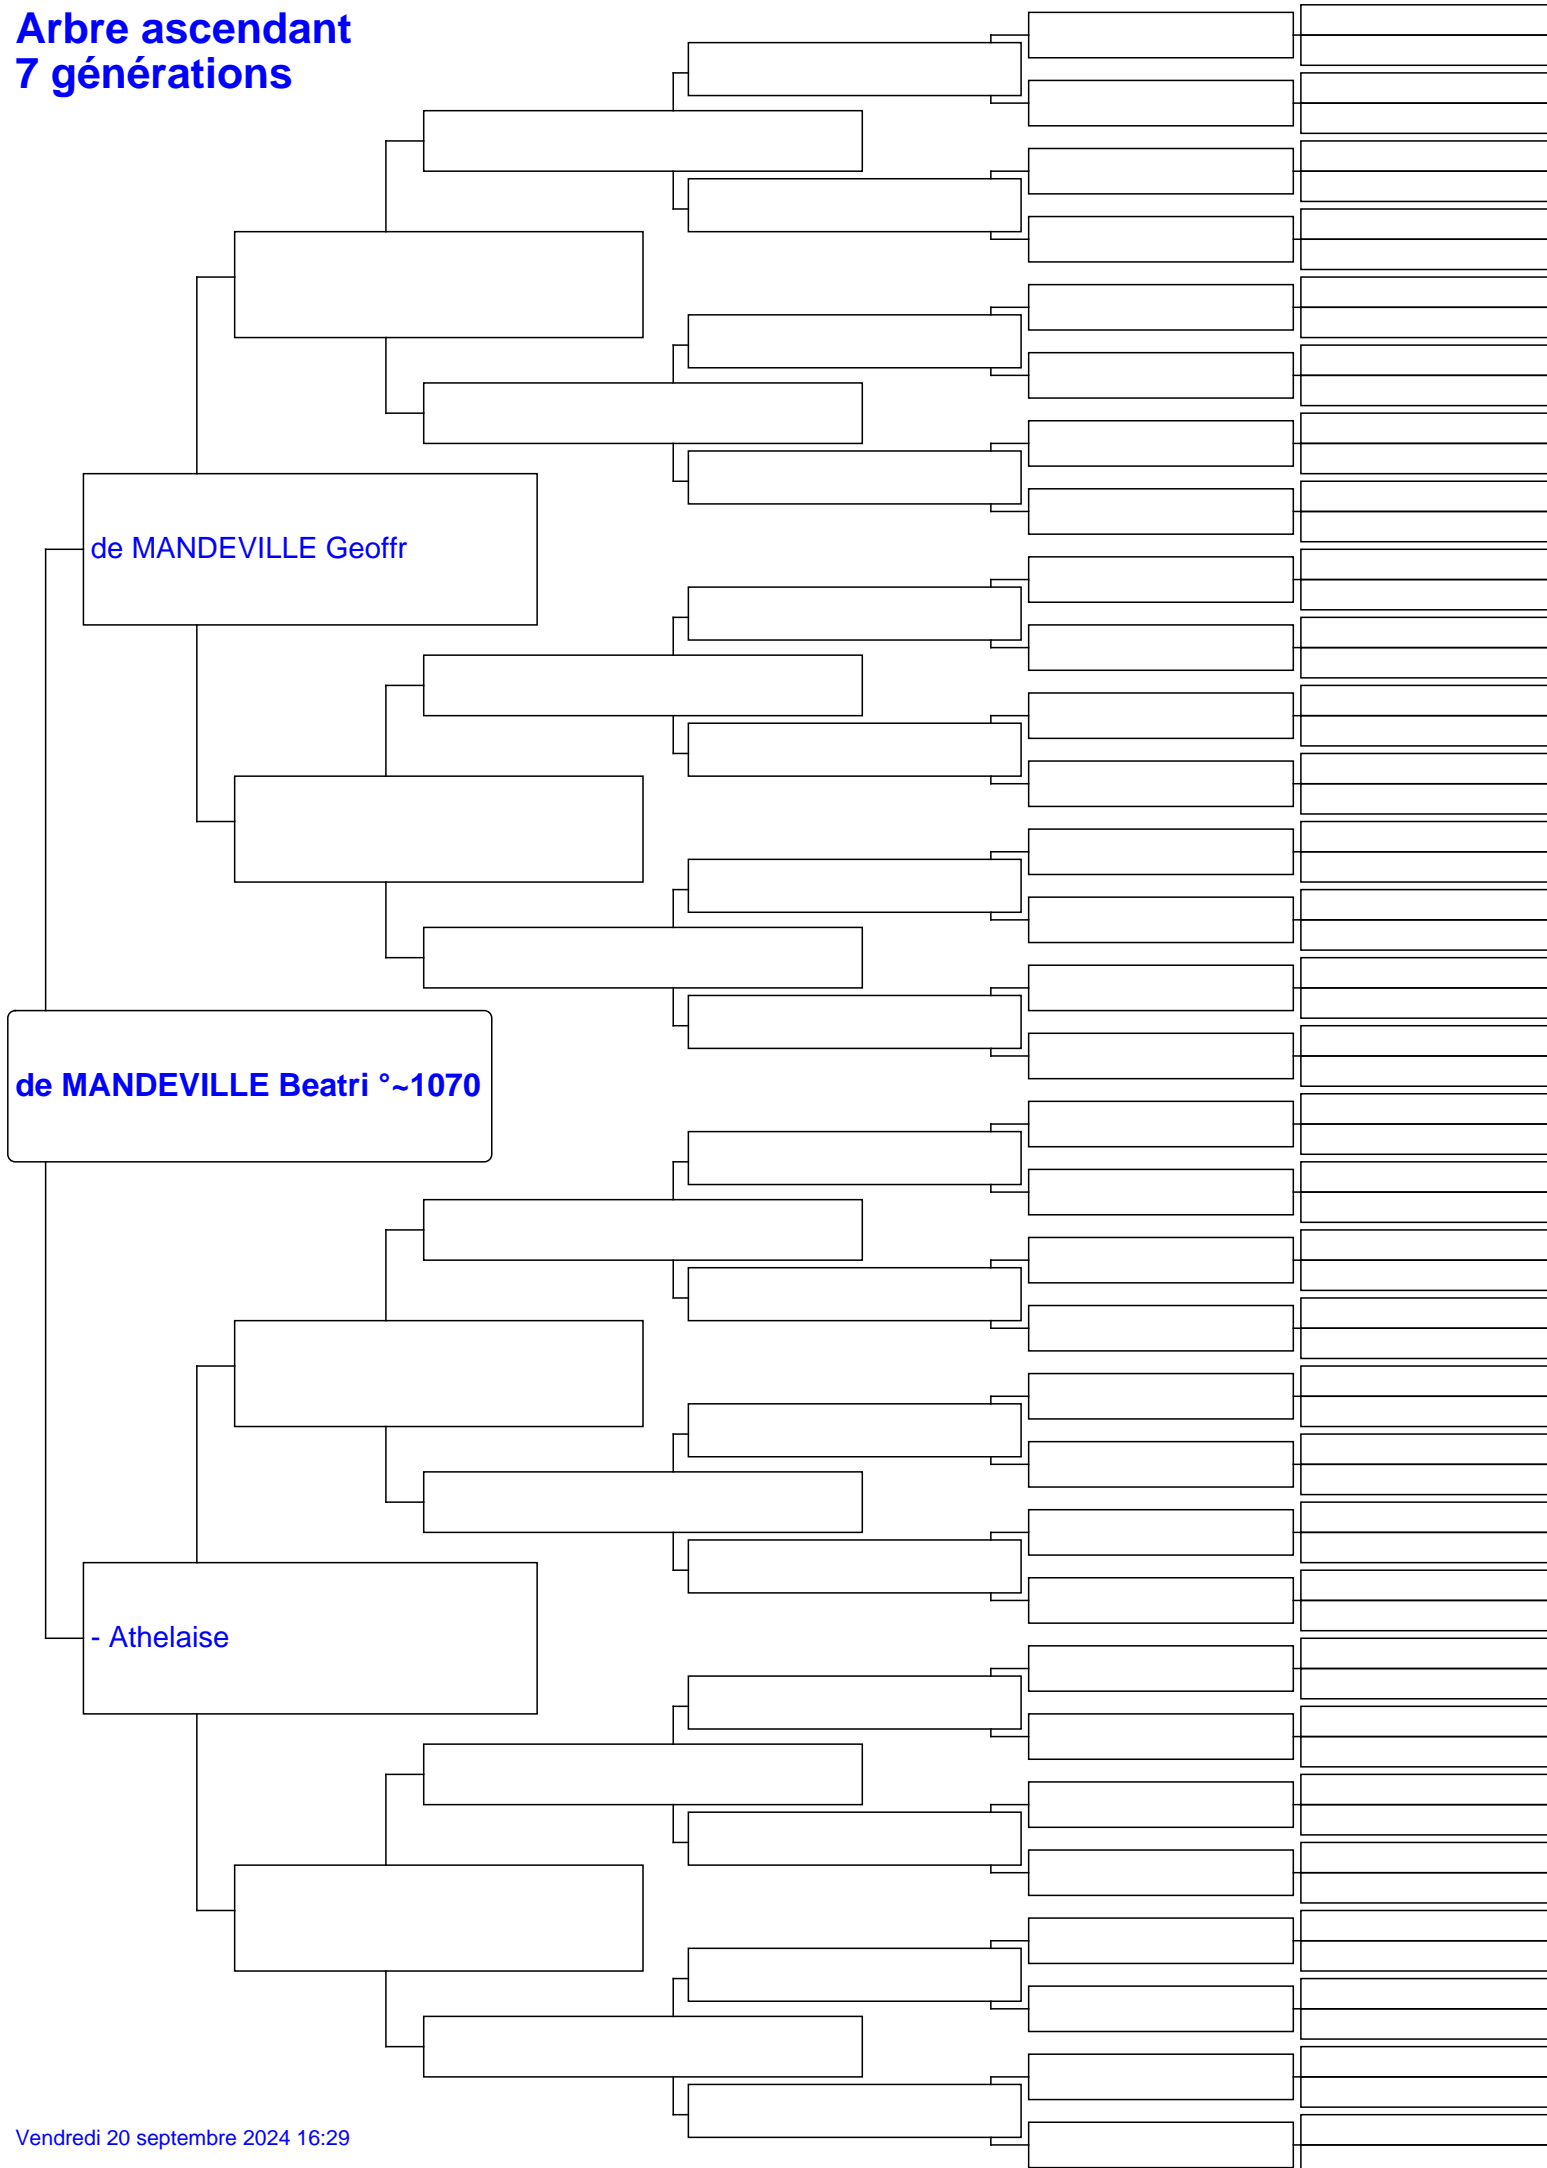 Arbre ascendant
7 générations
de MANDEVILLE Geoffr
de MANDEVILLE Beatri °~1070
- Athelaise
Vendredi 20 septembre 2024 16:29